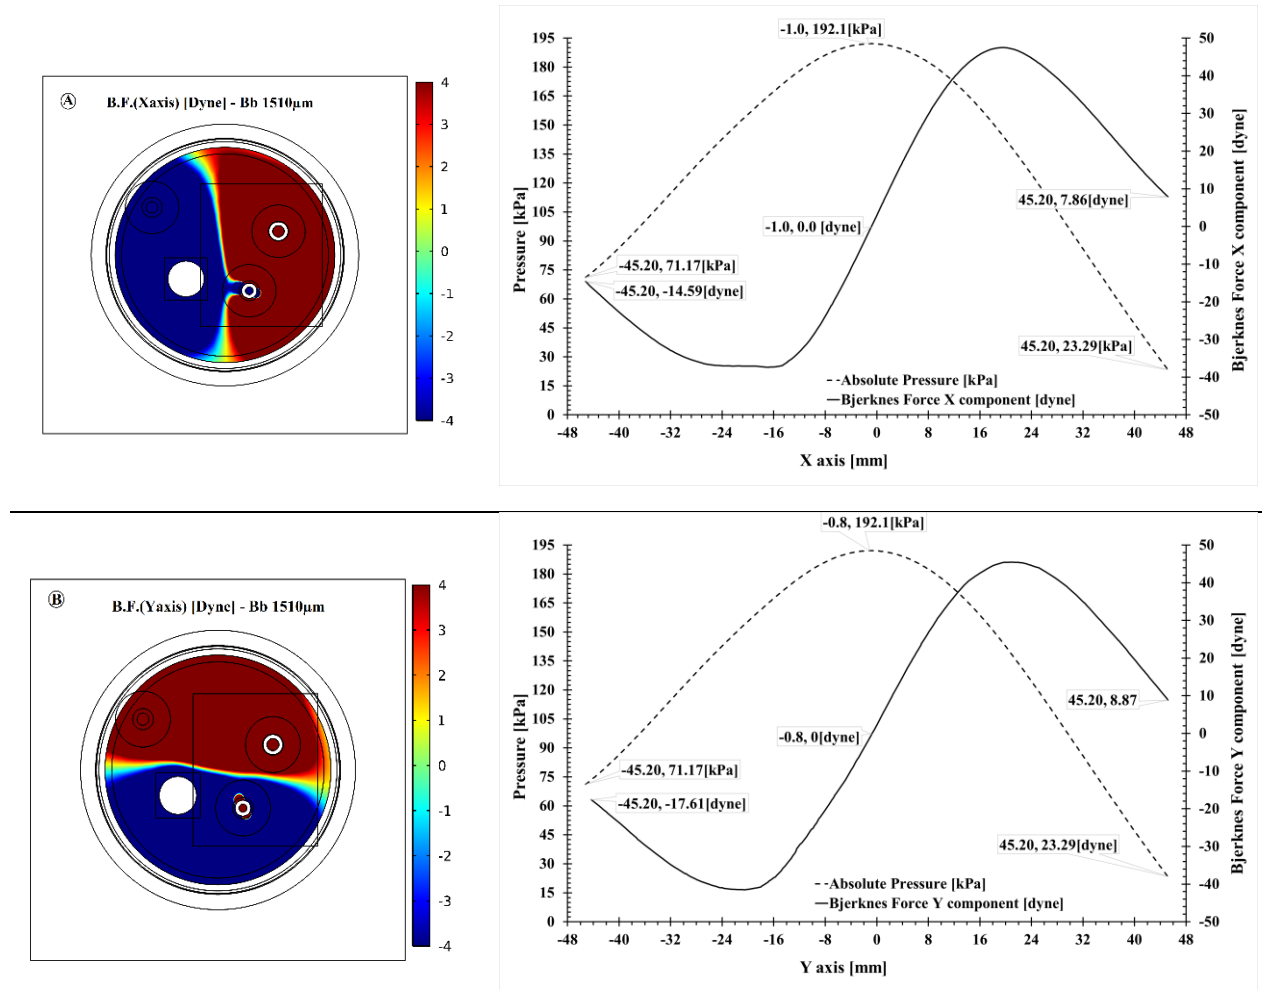 A
B.F.(Xaxis) [Dyne] - Bb 1510µm
4
3
2
1
0
-1
-2
-3
-4
-1.0, 192.1[kPa]
195
180
165
150
135
120
105
90
75
60
45
30
15
0
Pressure [kPa]
50
40
30
20
10
0
-10
-20
-30
-40
-50
Bjerknes Force X component [dyne]
45.20, 7.86[dyne]
-1.0, 0.0 [dyne]
-45.20, 71.17[kPa]
-45.20, -14.59[dyne]
45.20, 23.29[kPa]
Absolute Pressure [kPa]
Bjerknes Force X component [dyne]
-48 -40 -32 -24 -16 -8 0 8 16 24 32 40 48
X axis [mm]
B
B.F.(Yaxis) [Dyne] - Bb 1510µm
4
3
2
1
0
-1
-2
-3
-4
-0.8, 192.1[kPa]
195
180
165
150
135
120
105
90
75
60
45
30
15
0
Pressure [kPa]
50
40
30
20
10
0
-10
-20
-30
-40
-50
Bjerknes Force Y component [dyne]
45.20, 8.87
-0.8, 0[dyne]
-45.20, 71.17[kPa]
-45.20, -17.61[dyne]
45.20, 23.29[dyne]
Absolute Pressure [kPa]
Bjerknes Force Y component [dyne]
-48 -40 -32 -24 -16 -8 0 8 16 24 32 40 48
Y axis [mm]